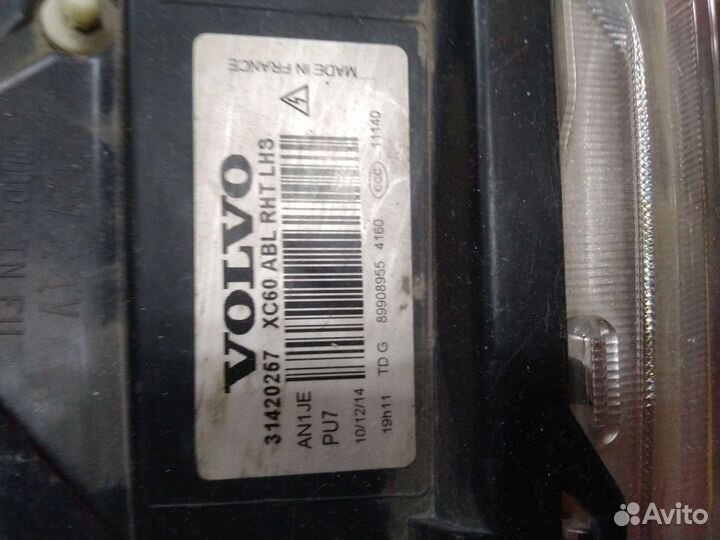 MADE IN FRANCE
VOLVO
31420257 XC60 ABL RHT LHS
AN1JE
PU7
10/12/14 TD G 89908955 4160 CCC 11140
19h11
Avito